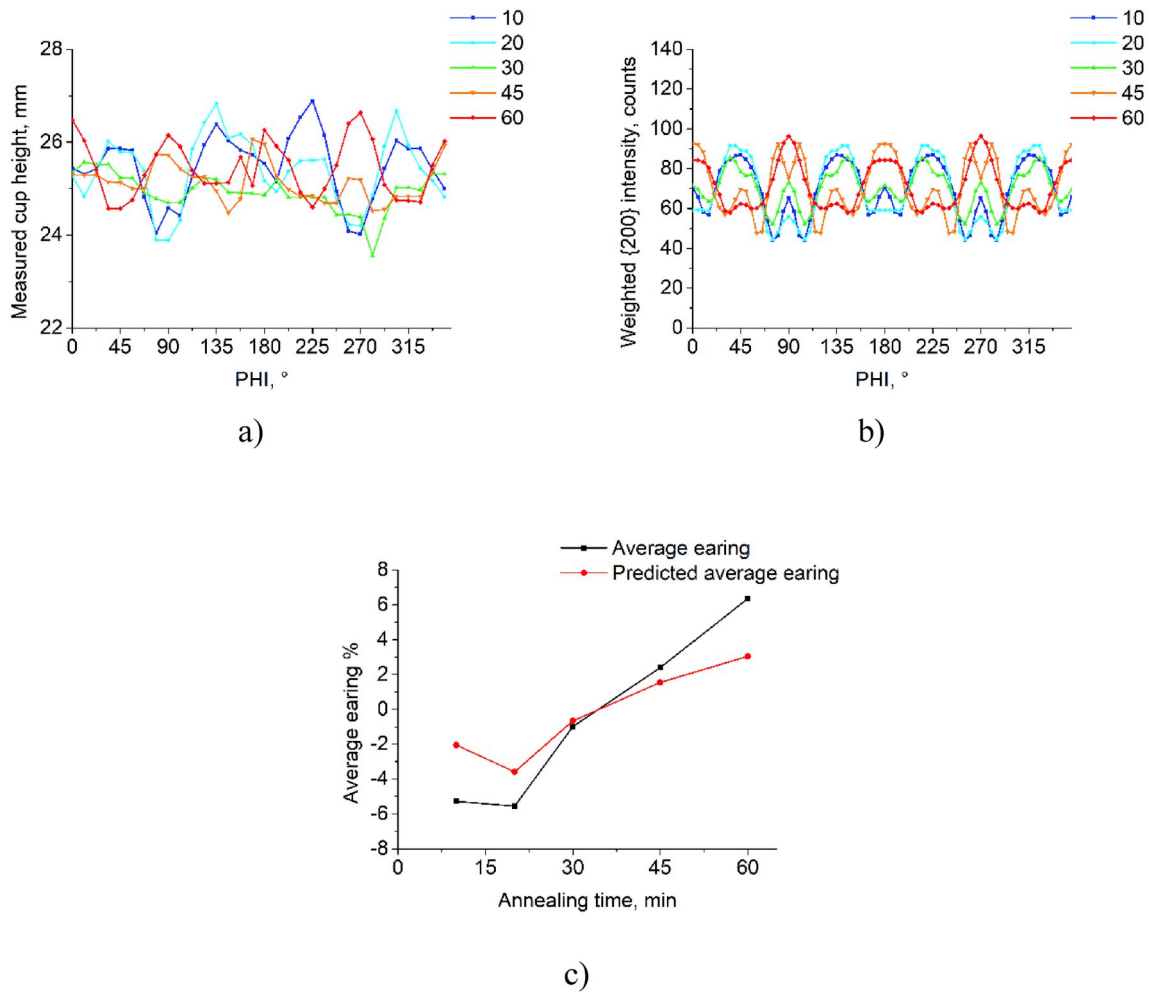 10
20
30
45
60
28
26
24
22
Measured cup height, mm
0 45 90 135 180 225 270 315
PHI, °
a)
10
20
30
45
60
140
120
100
80
60
40
20
0
Weighted {200} intensity, counts
0 45 90 135 180 225 270 315
PHI, °
b)
Average earing
Predicted average earing
8
6
4
2
0
-2
-4
-6
-8
Average earing %
0 15 30 45 60
Annealing time, min
c)